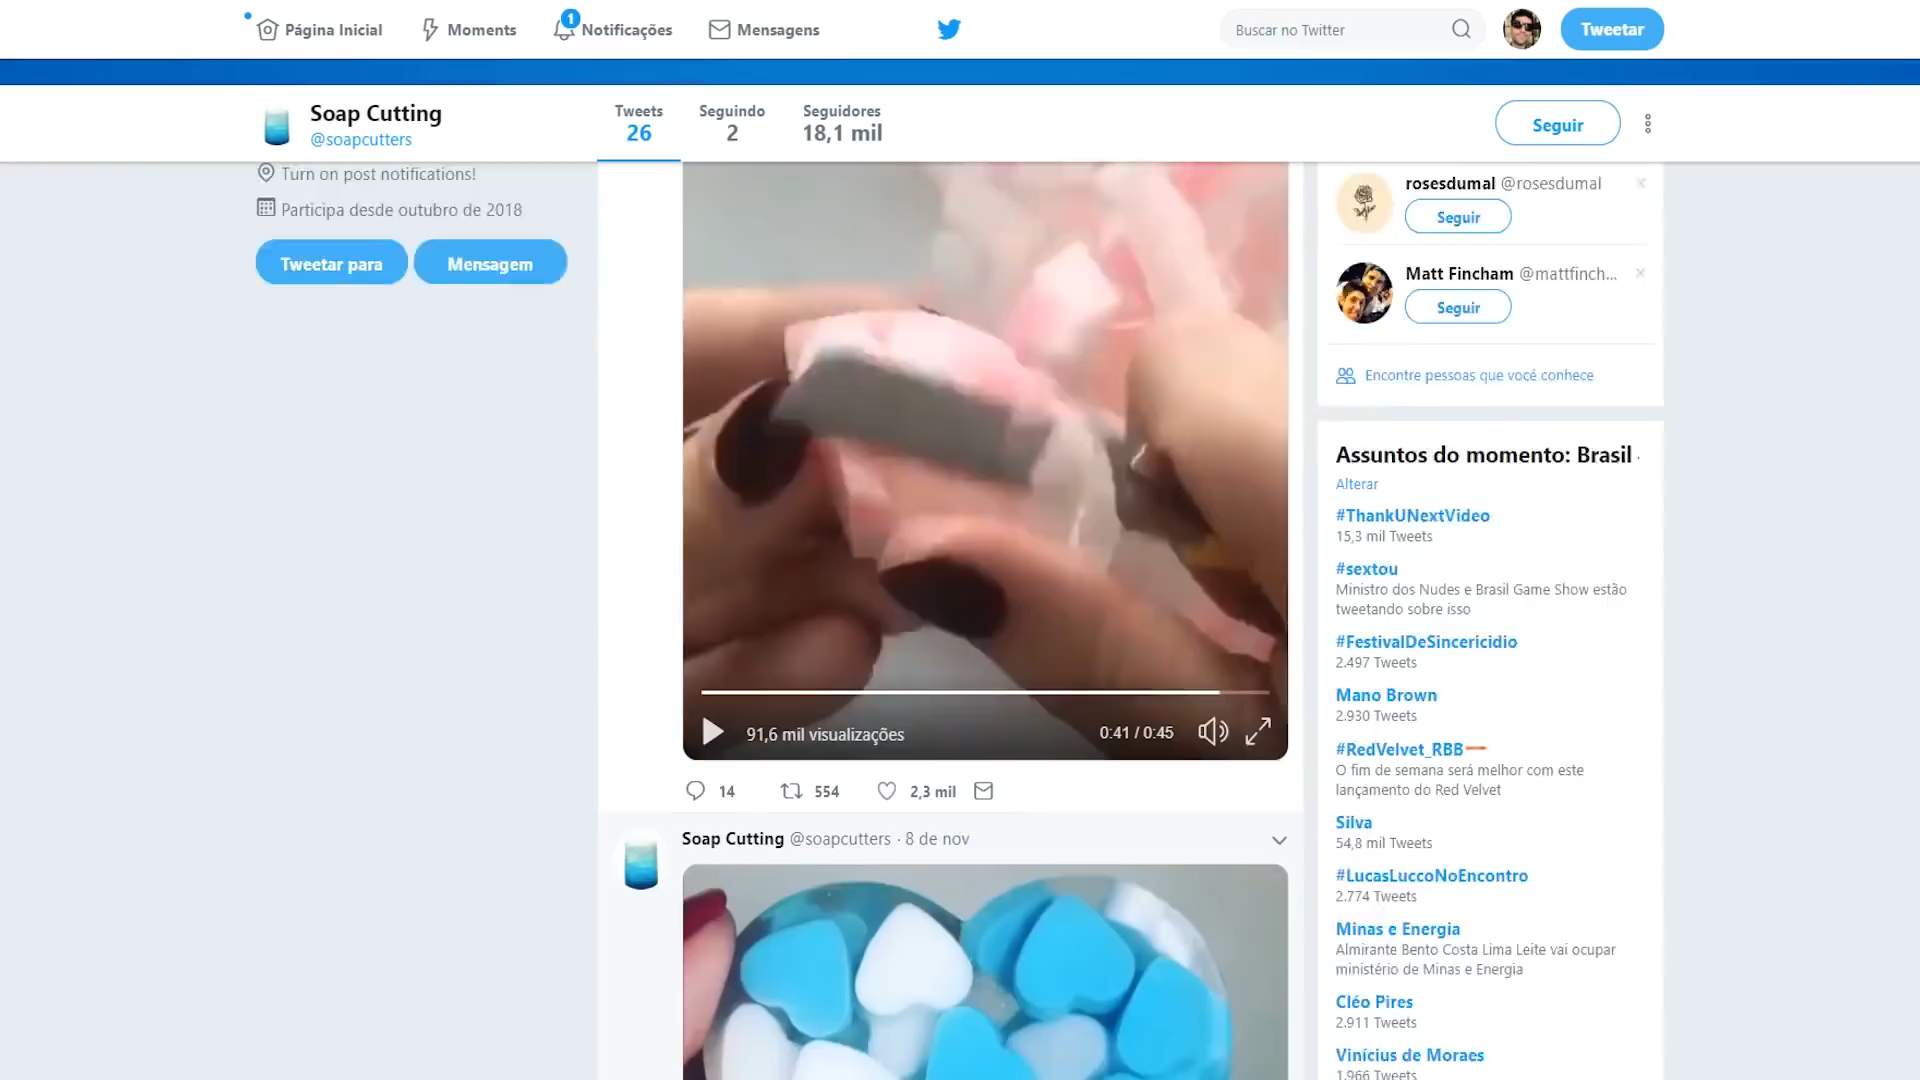 Página Inicial
Moments
1
Notificações
Mensagens
Buscar no Twitter
Tweetar
Soap Cutting
@soapcutters
Tweets
26
Seguindo
2
Seguidores
18,1 mil
Seguir
Turn on post notifications!
Participa desde outubro de 2018
Tweetar para
Mensagem
91,6 mil visualizações
0:41 / 0:45
14
554
2,3 mil
Soap Cutting @soapcutters · 8 de nov
rosesdumal @rosesdumal
Seguir
Matt Fincham @mattfinch...
Seguir
Encontre pessoas que você conhece
Assuntos do momento: Brasil ·
Alterar
#ThankUNextVideo
15,3 mil Tweets
#sextou
Ministro dos Nudes e Brasil Game Show estão
tweetando sobre isso
#FestivalDeSincericidio
2.497 Tweets
Mano Brown
2.930 Tweets
#RedVelvet_RBB
O fim de semana será melhor com este
lançamento do Red Velvet
Silva
54,8 mil Tweets
#LucasLuccoNoEncontro
2.774 Tweets
Minas e Energia
Almirante Bento Costa Lima Leite vai ocupar
ministério de Minas e Energia
Cléo Pires
2.911 Tweets
Vinícius de Moraes
1.966 Tweets